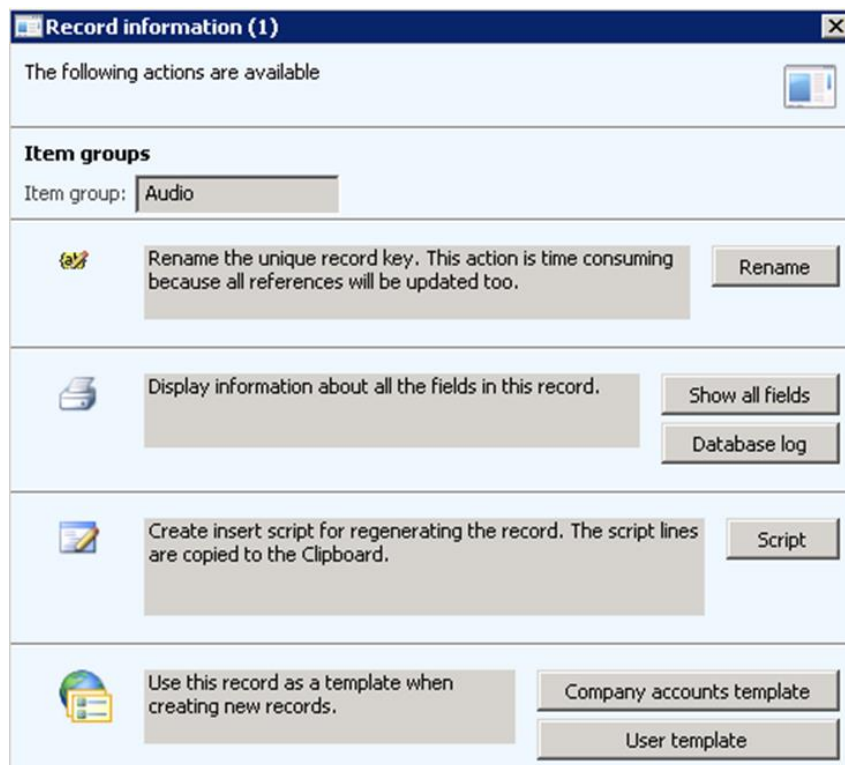 Record information (1)
The following actions are available
Item groups
Item group: Audio
Rename the unique record key. This action is time consuming
because all references will be updated too.
Rename
Display information about all the fields in this record.
Show all fields
Database log
Create insert script for regenerating the record. The script lines
are copied to the Clipboard.
Script
Use this record as a template when
creating new records.
Company accounts template
User template